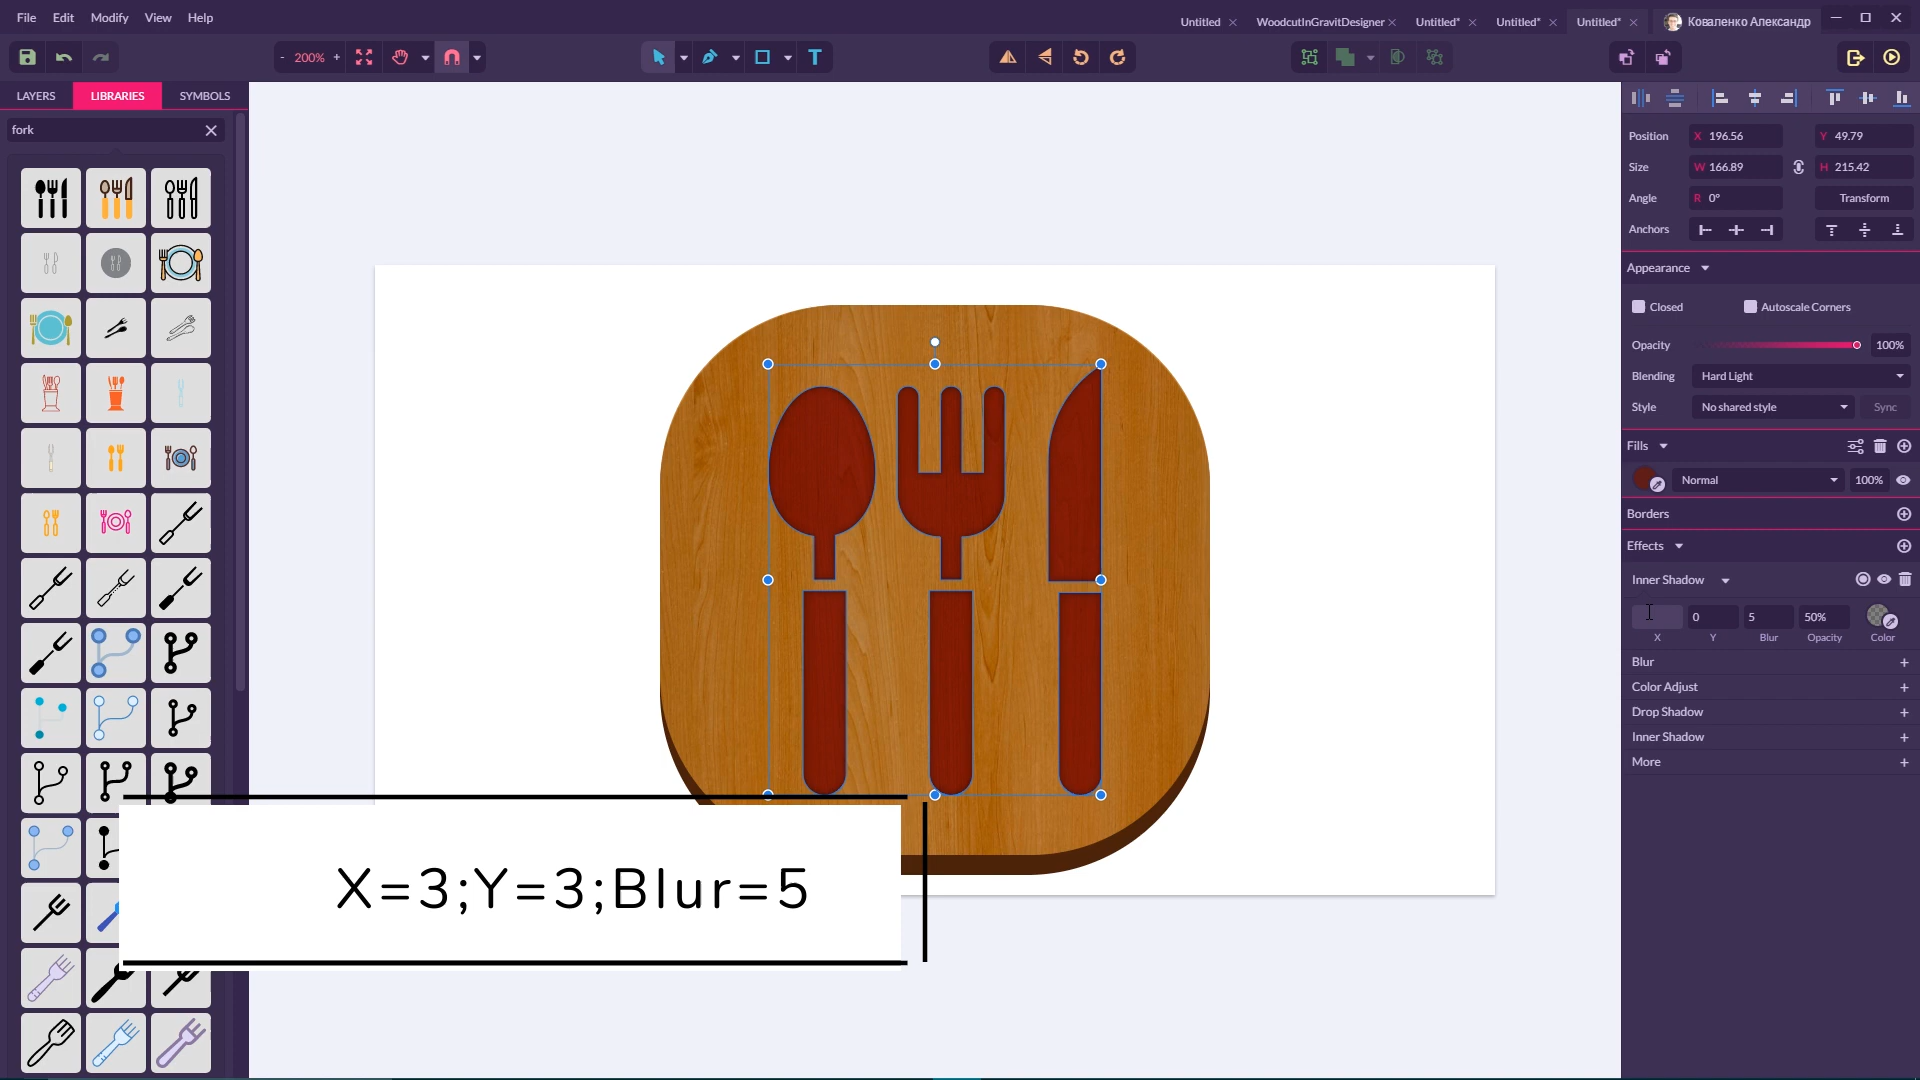 File Edit Modify View Help
Untitled WoodcutInGravitDesigner Untitled* Untitled* Untitled* Коваленко Александр
- 200% + T
LAYERS LIBRARIES SYMBOLS
fork
Position X 196.56 Y 49.79
Size W 166.89 H 215.42
Angle R 0° Transform
Anchors
Appearance
Closed Autoscale Corners
Opacity 100%
Blending Hard Light
Style No shared style Sync
Fills
Normal 100%
Borders
Effects
Inner Shadow
0 5 50%
X Y Blur Opacity Color
Blur +
Color Adjust +
Drop Shadow +
Inner Shadow +
More +
X=3;Y=3;Blur=5